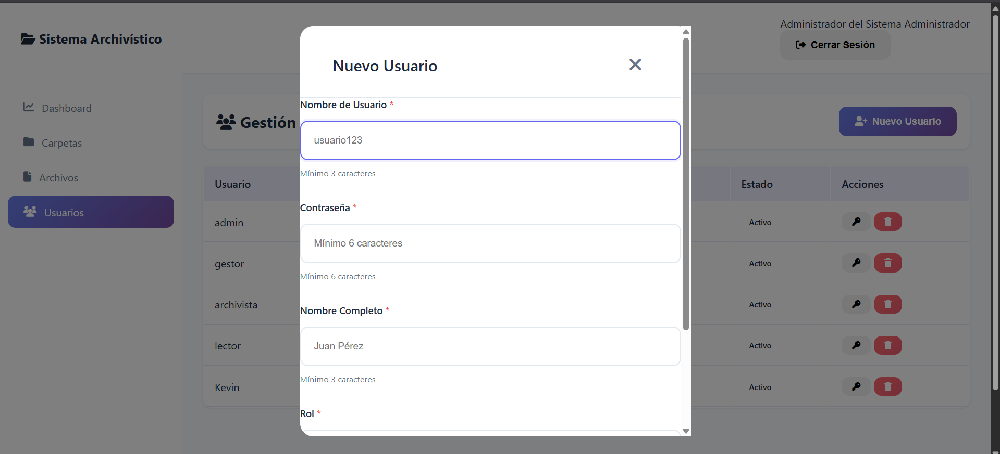 Sistema Archivístico
Administrador del Sistema Administrador
Cerrar Sesión
Dashboard
Carpetas
Archivos
Usuarios
Gestión
Nuevo Usuario
Usuario
Estado
Acciones
admin
Activo
gestor
Activo
archivista
Activo
lector
Activo
Kevin
Activo
Nuevo Usuario
Nombre de Usuario *
usuario123
Mínimo 3 caracteres
Contraseña *
Mínimo 6 caracteres
Mínimo 6 caracteres
Nombre Completo *
Juan Pérez
Mínimo 3 caracteres
Rol *